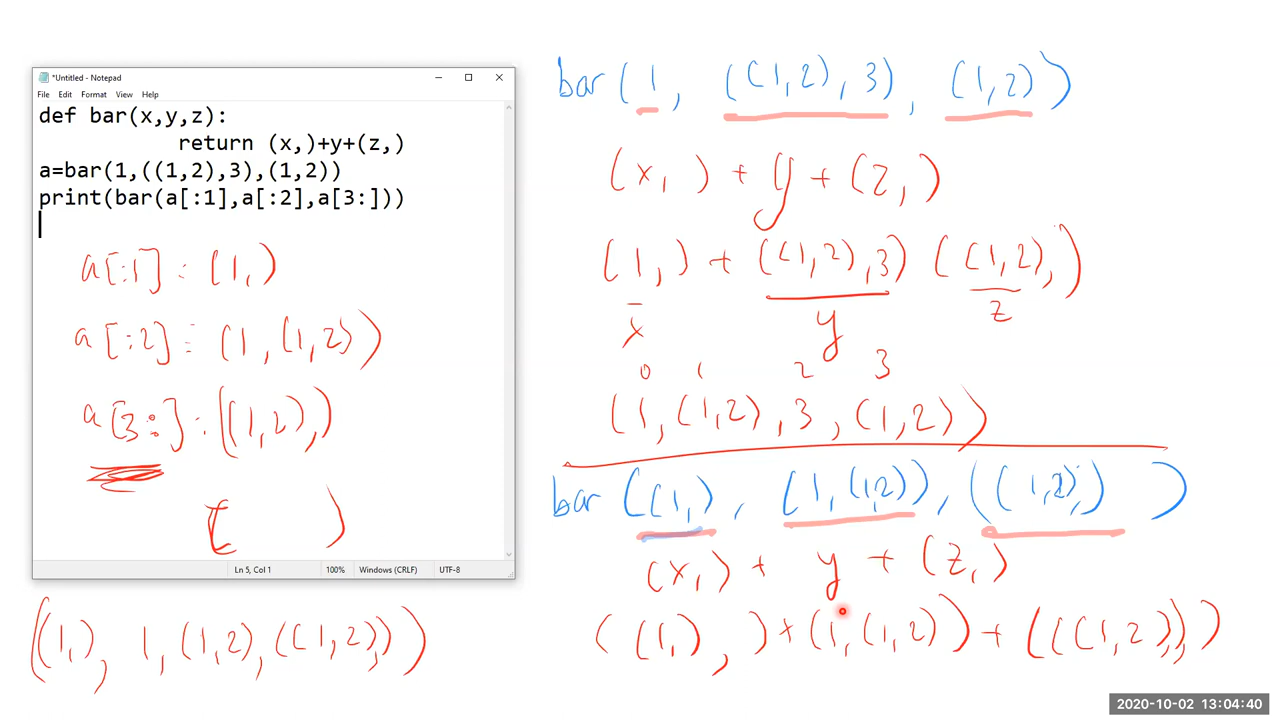 *Untitled - Notepad
File Edit Format View Help
def bar(x,y,z):
return (x,)+y+(z,)
a=bar(1,((1,2),3),(1,2))
print(bar(a[:1],a[:2],a[3:]))
a[:1] : (1,)
a[:2] : (1,(1,2))
a[3:] : ((1,2),)
( )
Ln 5, Col 1 100% Windows (CRLF) UTF-8
((1,), 1, (1,2), ((1,2),))
bar(1, ((1,2),3), (1,2))
(x,) + y + (z,)
(1,) + ((1,2),3) ((1,2),)
x y z
0 1 2 3
(1,(1,2),3,(1,2))
bar((1,), (1,(1,2)), ((1,2),))
(x,) + y + (z,)
((1,),) + (1,(1,2)) + (((1,2),),)
2020-10-02 13:04:40